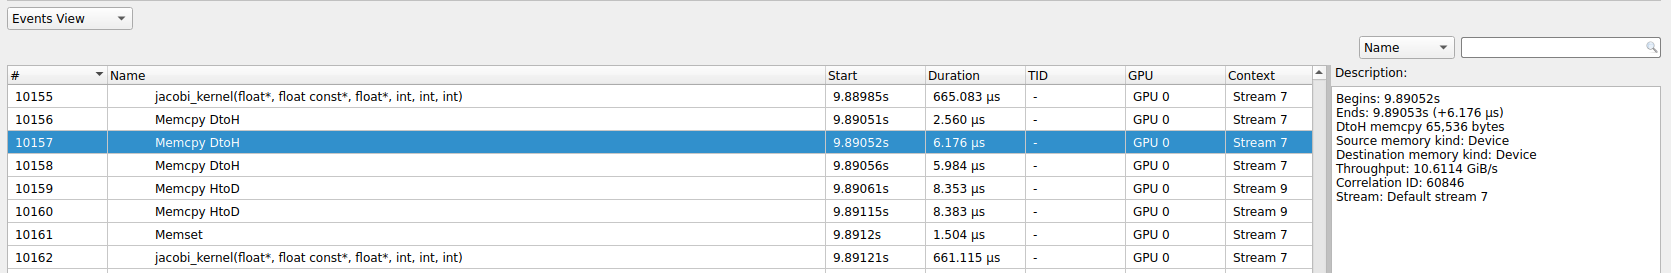 Events View
Name
# Name Start Duration TID GPU Context
Description:
10155 jacobi_kernel(float*, float const*, float*, int, int, int) 9.88985s 665.083 μs - GPU 0 Stream 7
10156 Memcpy DtoH 9.89051s 2.560 μs - GPU 0 Stream 7
10157 Memcpy DtoH 9.89052s 6.176 μs - GPU 0 Stream 7
10158 Memcpy DtoH 9.89056s 5.984 μs - GPU 0 Stream 7
10159 Memcpy HtoD 9.89061s 8.353 μs - GPU 0 Stream 9
10160 Memcpy HtoD 9.89115s 8.383 μs - GPU 0 Stream 9
10161 Memset 9.8912s 1.504 μs - GPU 0 Stream 7
10162 jacobi_kernel(float*, float const*, float*, int, int, int) 9.89121s 661.115 μs - GPU 0 Stream 7
Begins: 9.89052s
Ends: 9.89053s (+6.176 μs)
DtoH memcpy 65,536 bytes
Source memory kind: Device
Destination memory kind: Device
Throughput: 10.6114 GiB/s
Correlation ID: 60846
Stream: Default stream 7